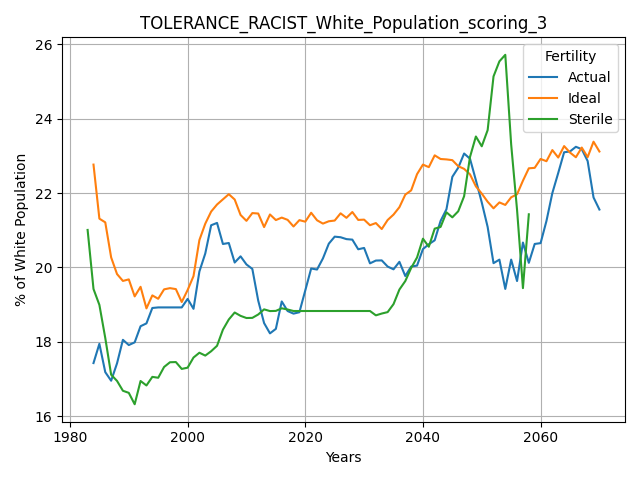 TOLERANCE_RACIST_White_Population_scoring_3
% of White Population
26
24
22
20
18
16
1980
2000
2020
2040
2060
Years
Fertility
Actual
Ideal
Sterile